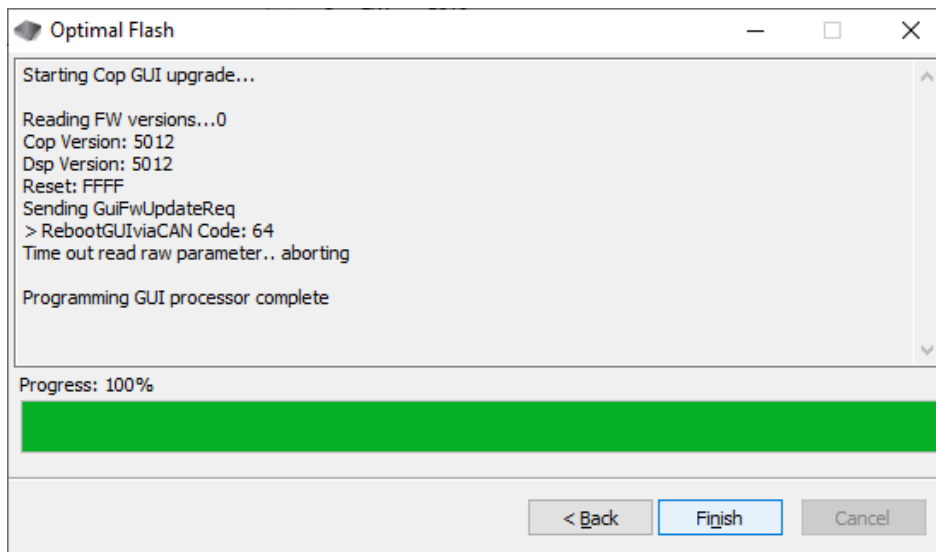 Optimal Flash
Starting Cop GUI upgrade...
Reading FW versions...0
Cop Version: 5012
Dsp Version: 5012
Reset: FFFF
Sending GuiFwUpdateReq
> RebootGUIviaCAN Code: 64
Time out read raw parameter.. aborting
Programming GUI processor complete
Progress: 100%
< Back Finish Cancel